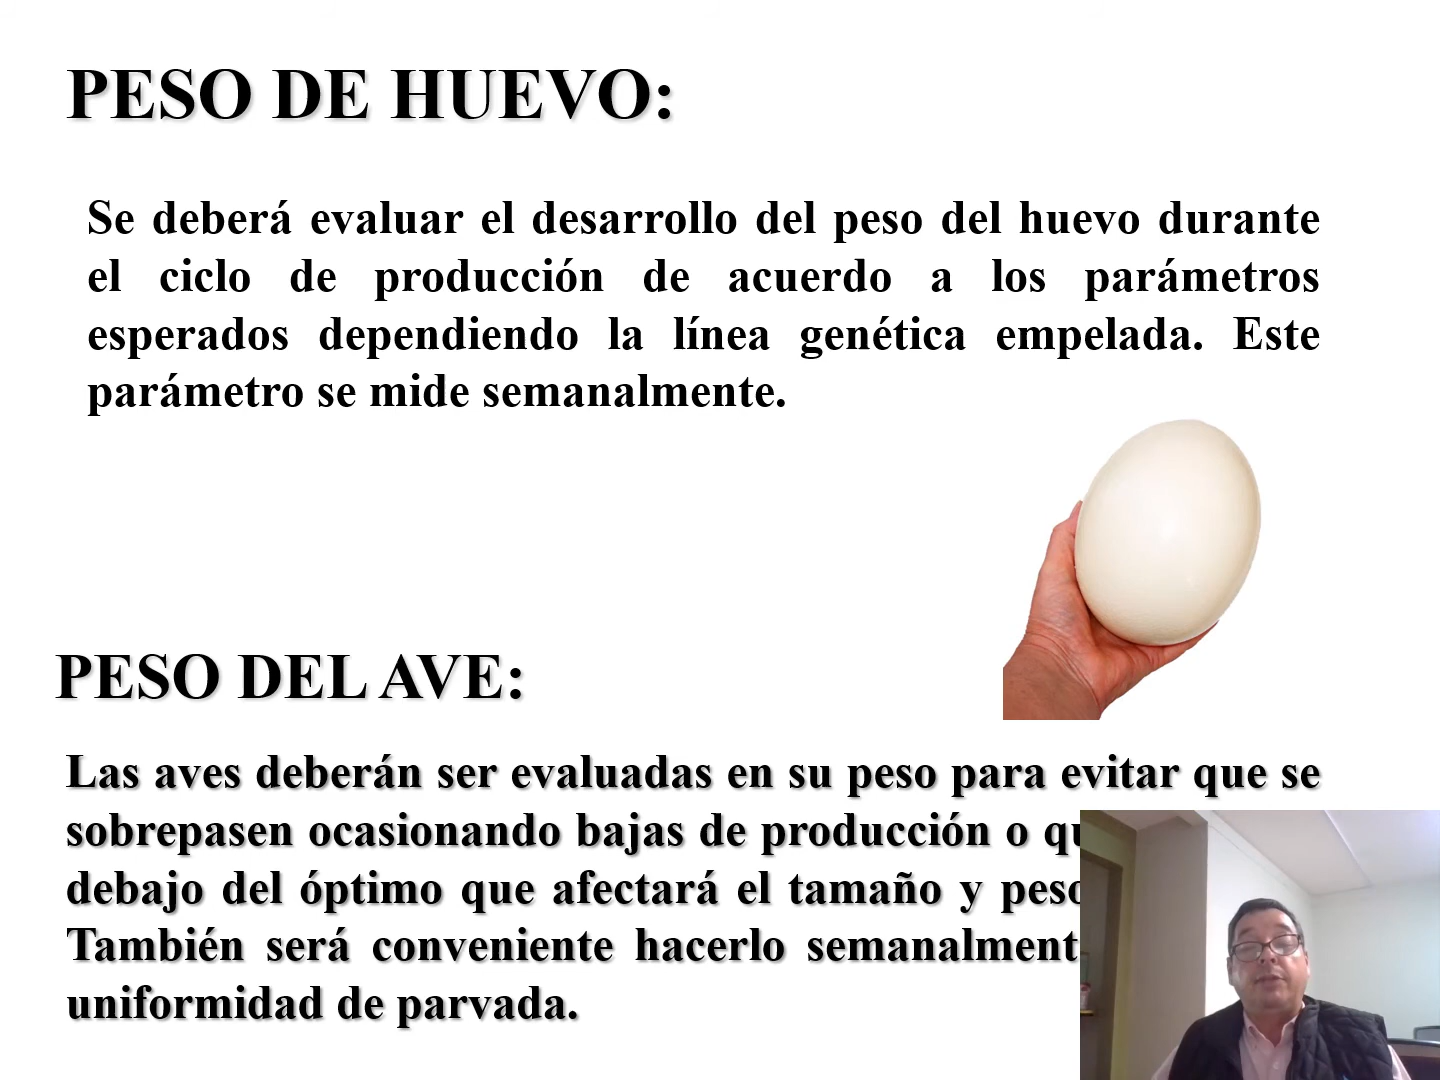 PESO DE HUEVO:
Se deberá evaluar el desarrollo del peso del huevo durante
el ciclo de producción de acuerdo a los parámetros
esperados dependiendo la línea genética empelada. Este
parámetro se mide semanalmente.
PESO DEL AVE:
Las aves deberán ser evaluadas en su peso para evitar que se
sobrepasen ocasionando bajas de producción o
debajo del óptimo que afectará el tamaño y peso
También será conveniente hacerlo
uniformidad de parvada.